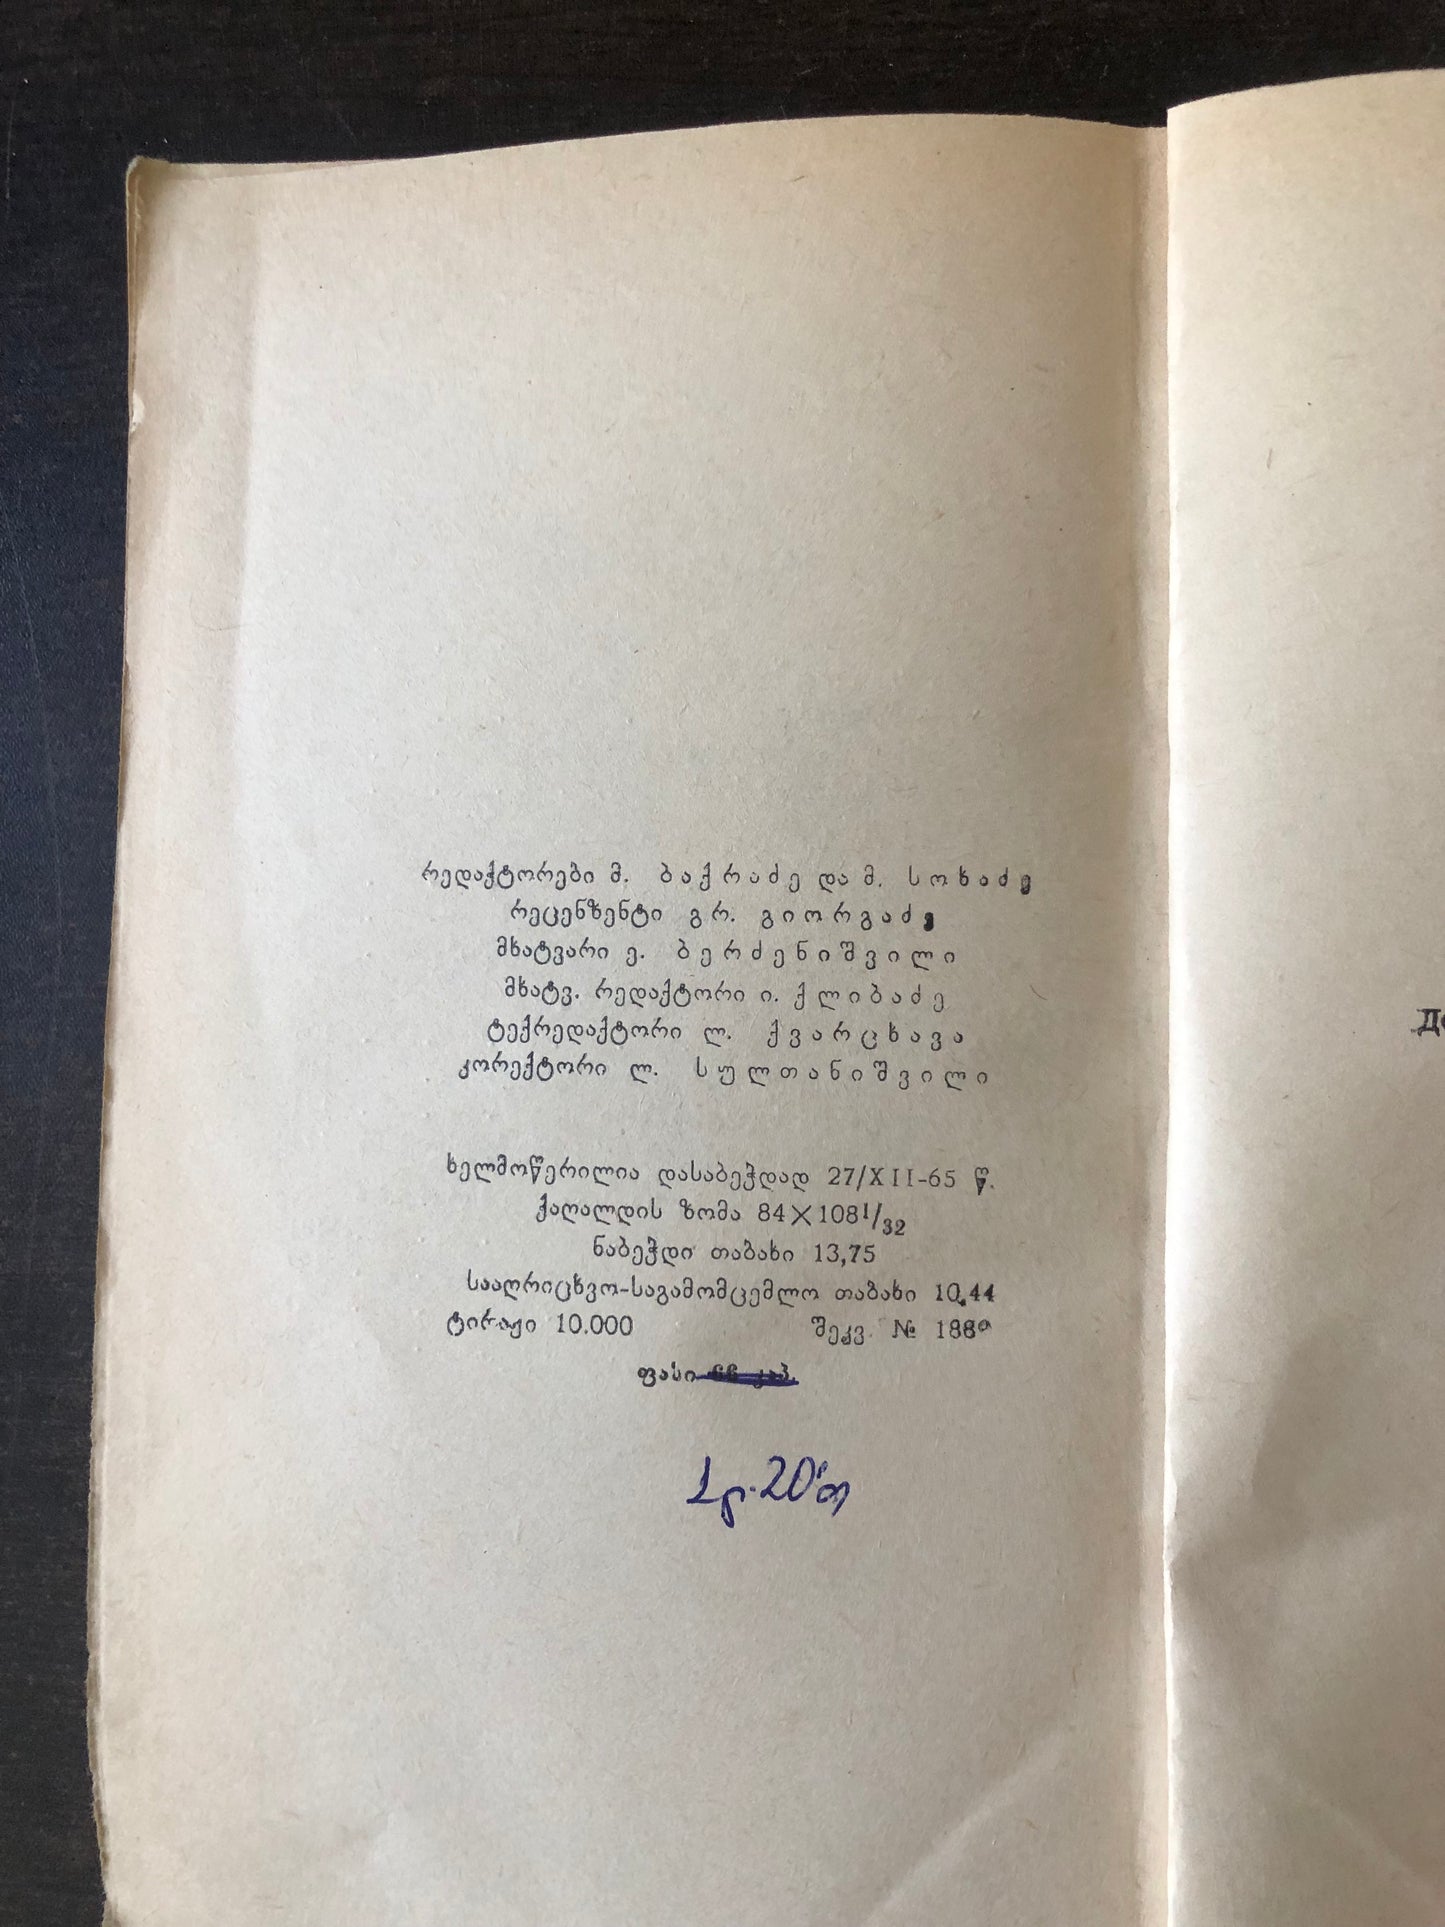 რედაქტორები მ. ბაქრაძე და მ. სოხაძე
რეცენზენტი გრ. გიორგაძე
მხატვარი ე. ბერძენიშვილი
მხატვ. რედაქტორი ი. ქლიბაძე
ტექრედაქტორი ლ. ქვარცხავა
კორექტორი ლ. სულთანიშვილი
ხელმოწერილია დასაბეჭდად 27/XII-65 წ.
ქაღალდის ზომა 84×108 1/32
ნაბეჭდი თაბახი 13,75
სააღრიცხვო-საგამომცემლო თაბახი 10,44
ტირაჟი 10.000 შეკვ. №
ფასი